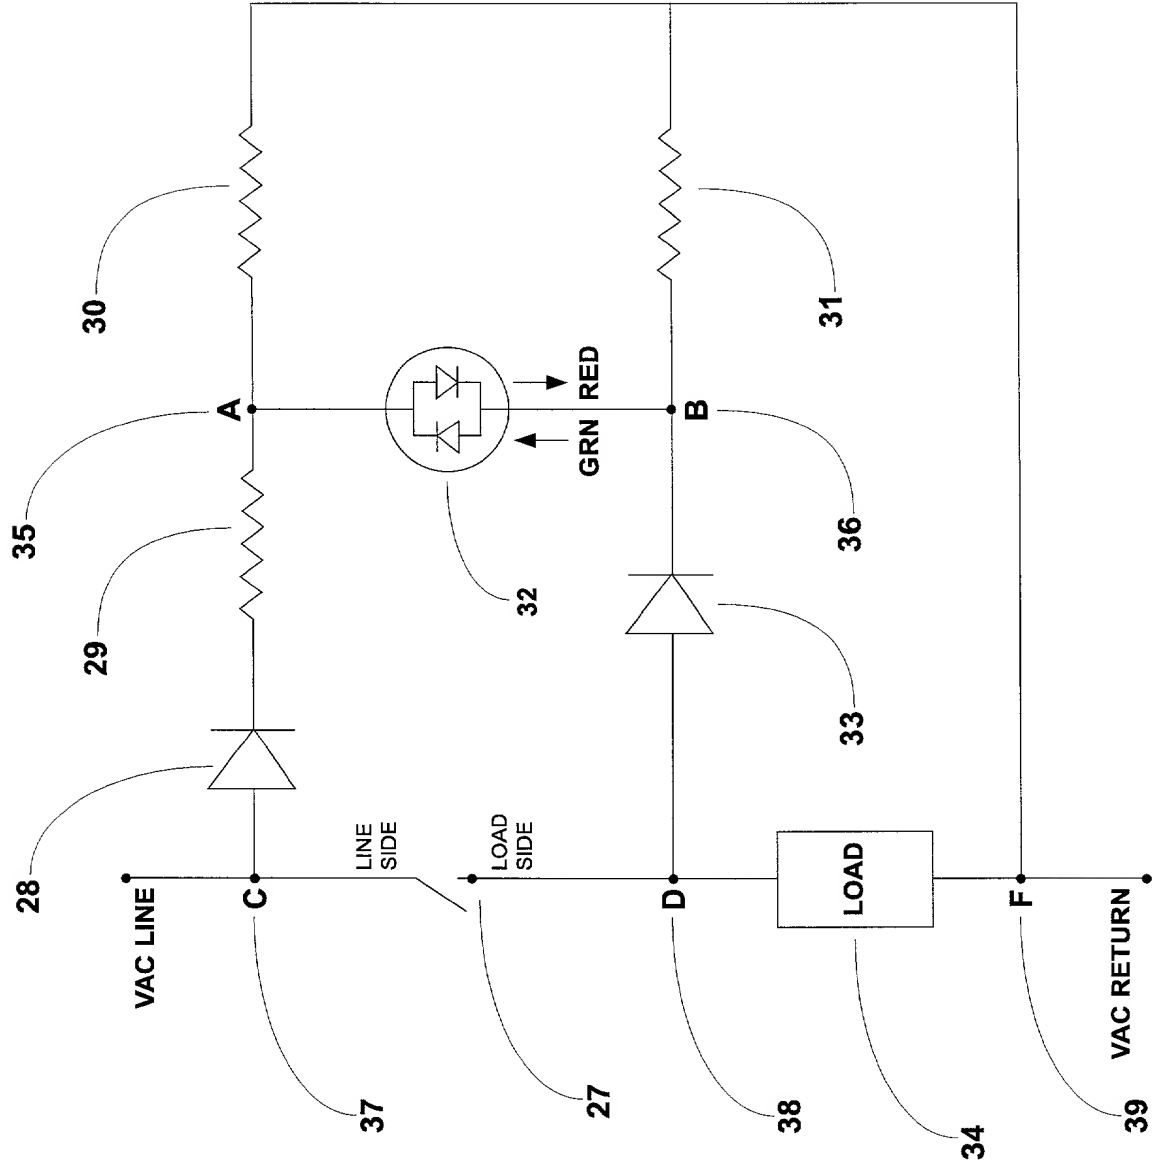 30
31
35
A
RED
GRN
B
29
32
36
28
33
LINE
SIDE
LOAD
SIDE
VAC LINE
C
D
LOAD
F
VAC RETURN
37
27
38
34
39